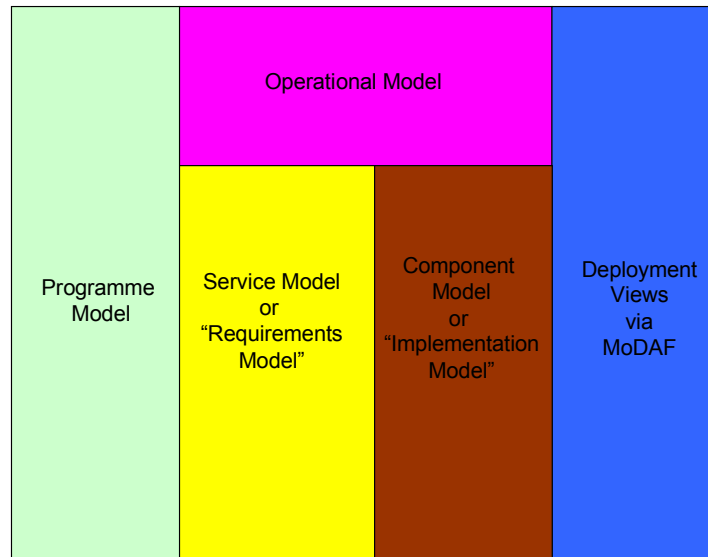 Operational Model
Programme
Model
Service Model
or
“Requirements
Model”
Component
Model
or
“Implementation
Model”
Deployment
Views
via
MoDAF